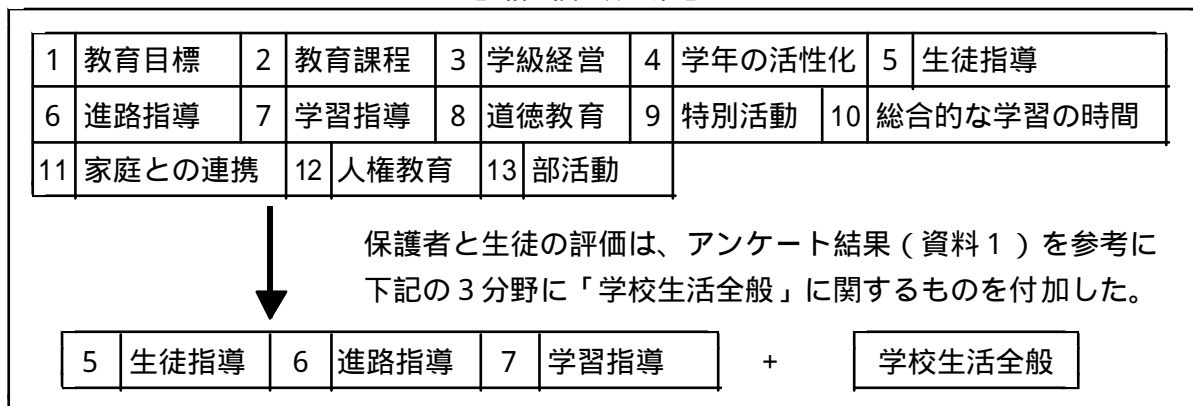 1 教育目標 2 教育課程 3 学級経営 4 学年の活性化 5 生徒指導
6 進路指導 7 学習指導 8 道徳教育 9 特別活動 10 総合的な学習の時間
11 家庭との連携 12 人権教育 13 部活動
保護者と生徒の評価は、アンケート結果（資料１）を参考に
下記の３分野に「学校生活全般」に関するものを付加した。
5 生徒指導 6 進路指導 7 学習指導 + 学校生活全般